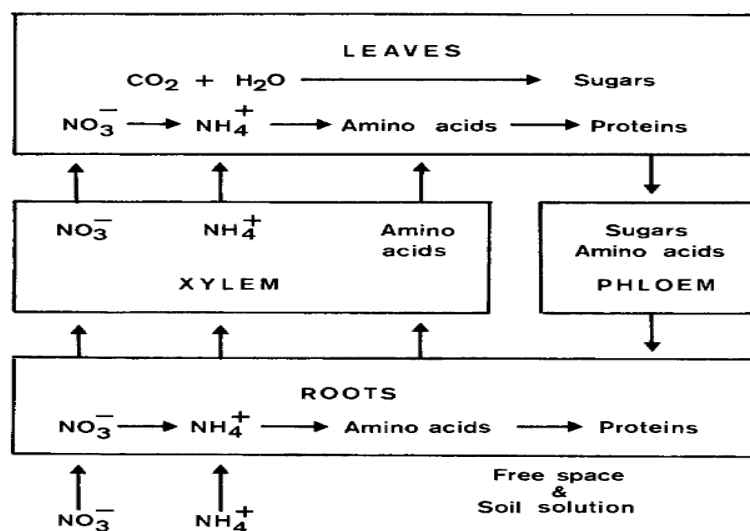 LEAVES
CO2 + H2O → Sugars
NO3− → NH4+ → Amino acids → Proteins
NO3− NH4+ Amino acids
XYLEM
Sugars
Amino acids
PHLOEM
ROOTS
NO3− → NH4+ → Amino acids → Proteins
NO3− NH4+
Free space
&
Soil solution